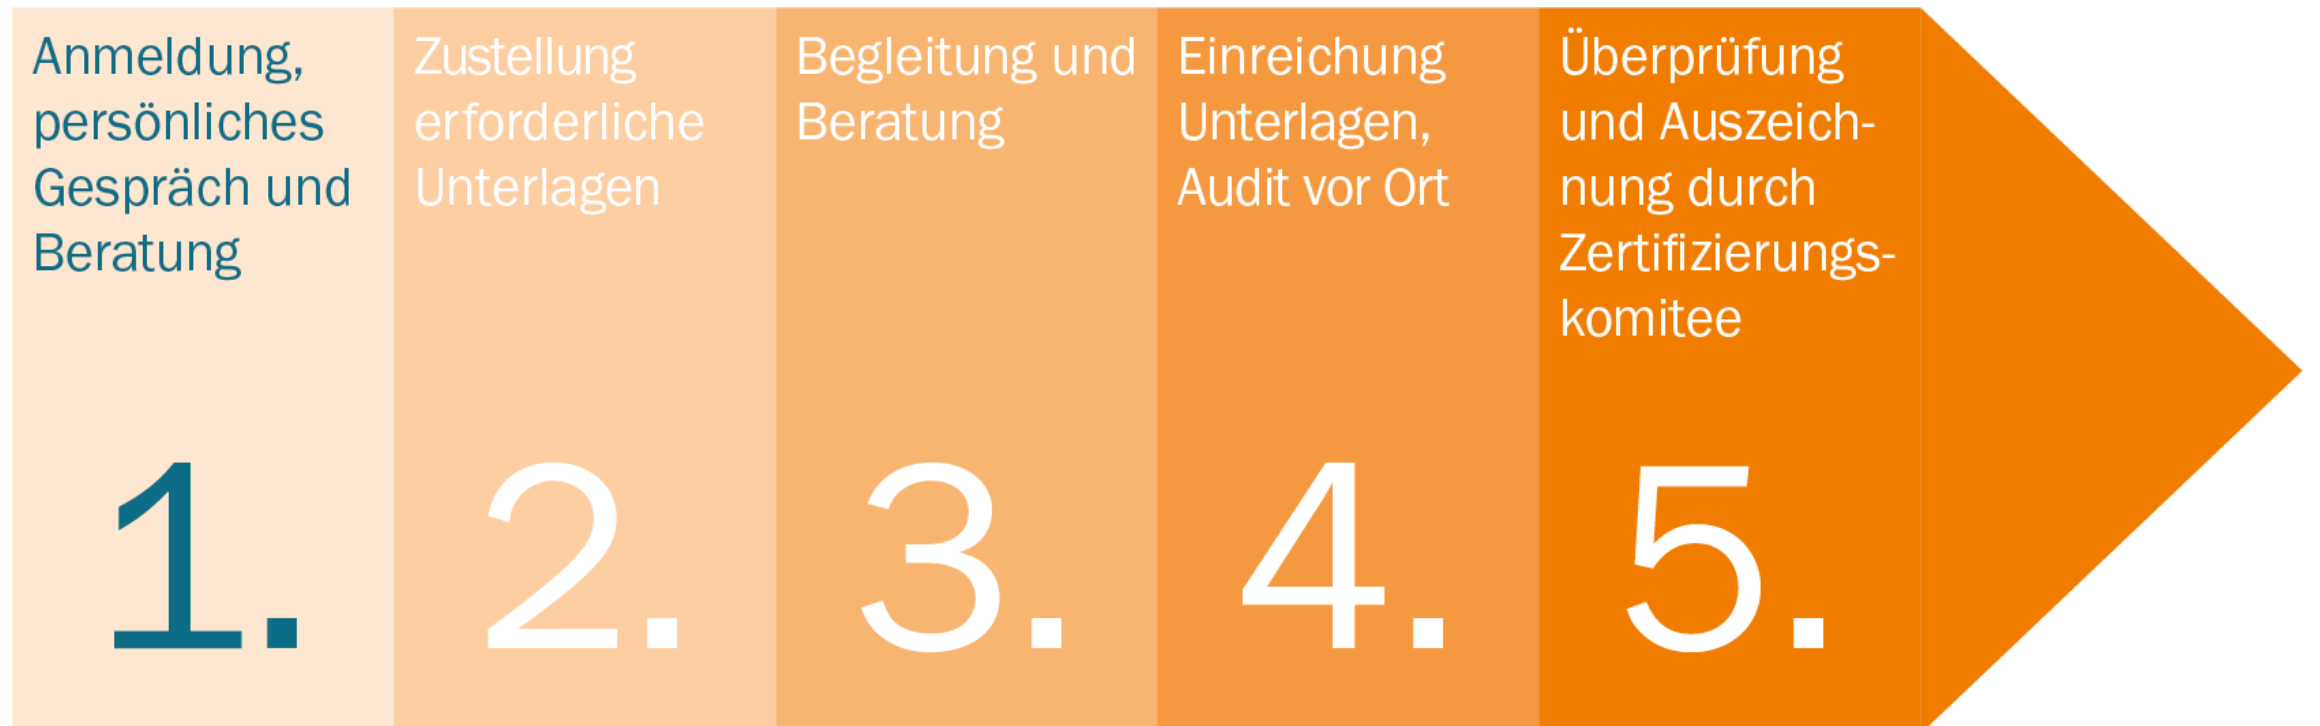 Anmeldung,
persönliches
Gespräch und
Beratung
1.
Zustellung
erforderliche
Unterlagen
2.
Begleitung und
Beratung
3.
Einreichung
Unterlagen,
Audit vor Ort
4.
Überprüfung
und Auszeich-
nung durch
Zertifizierungs-
komitee
5.